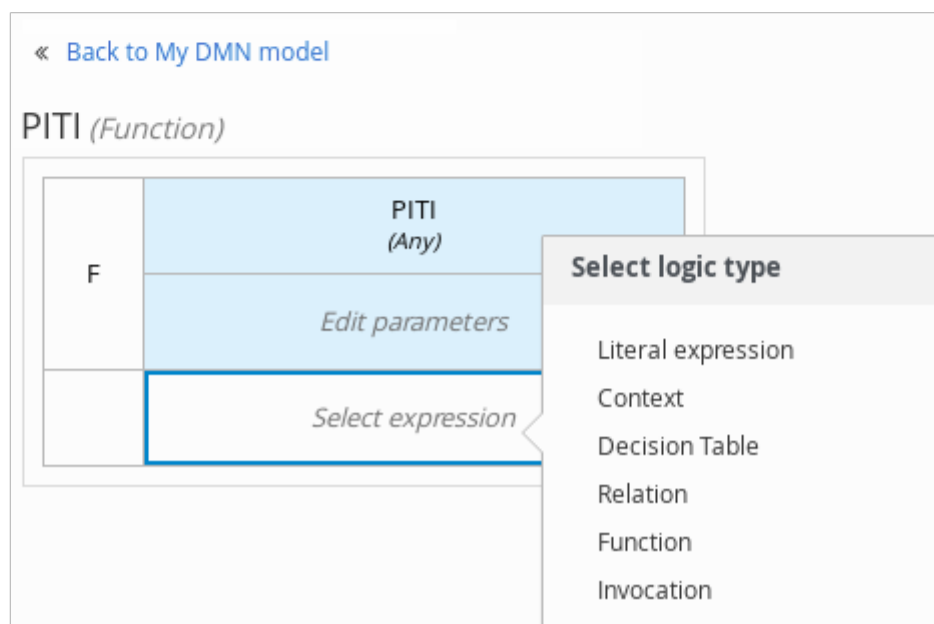 « Back to My DMN model
PITI (Function)
F
PITI
(Any)
Edit parameters
Select expression
Select logic type
Literal expression
Context
Decision Table
Relation
Function
Invocation